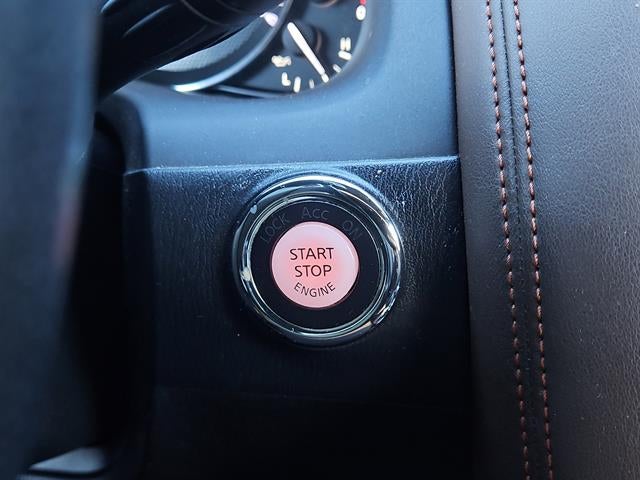 H
L
LOCK Acc ON
START
STOP
ENGINE